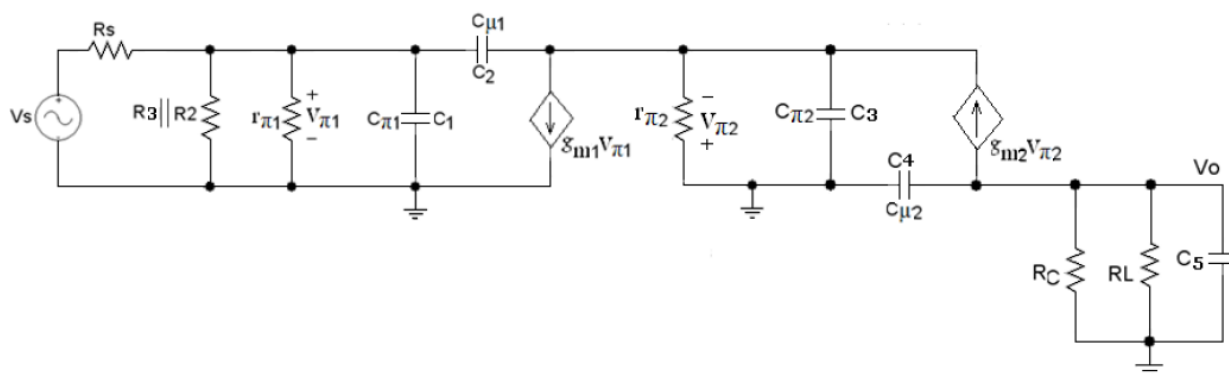 Rs
Cμ1
C2
Vs
R3||R2
rπ1
+
Vπ1
−
Cπ1
C1
gm1Vπ1
rπ2
−
Vπ2
+
Cπ2
C3
gm2Vπ2
C4
Cμ2
Vo
RC
RL
C5